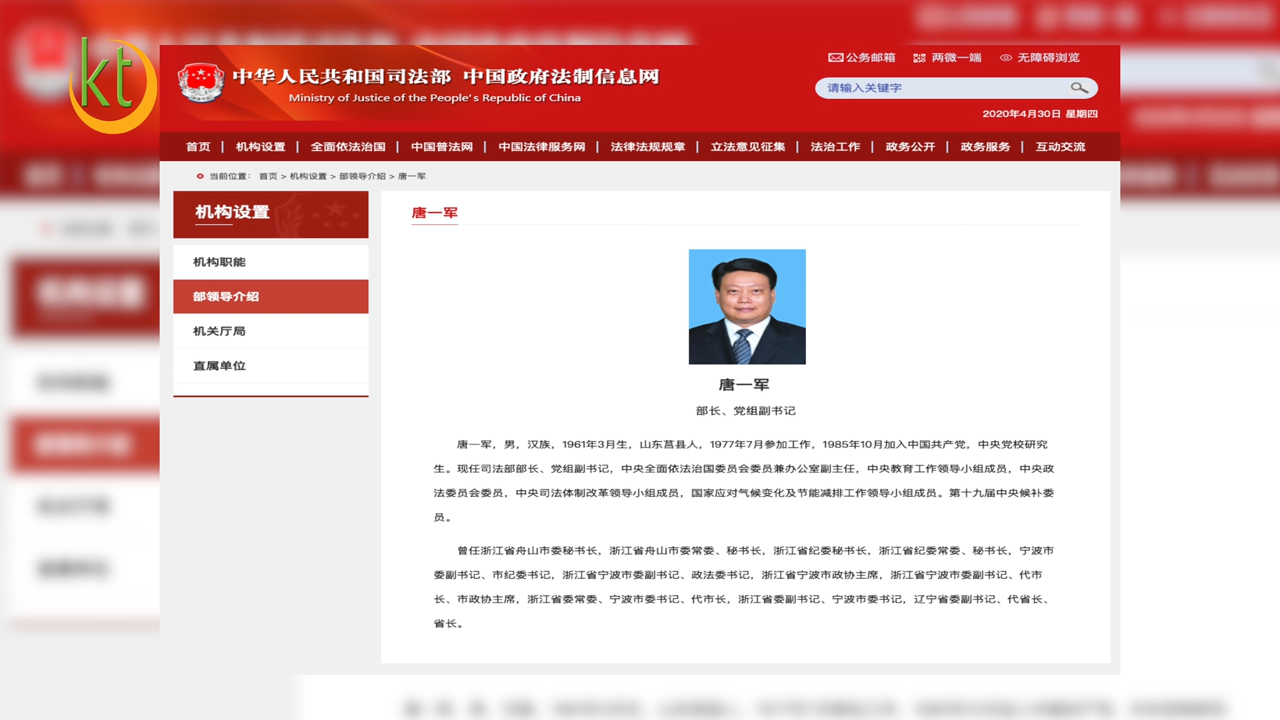 kt
中华人民共和国司法部 中国政府法制信息网
Ministry of Justice of the People's Republic of China
公务邮箱 两微一端 无障碍浏览
请输入关键字
2020年4月30日 星期四
首页 | 机构设置 | 全面依法治国 | 中国普法网 | 中国法律服务网 | 法律法规规章 | 立法意见征集 | 法治工作 | 政务公开 | 政务服务 | 互动交流
当前位置： 首页 > 机构设置 > 部领导介绍 > 唐一军
机构设置
机构职能
部领导介绍
机关厅局
直属单位
唐一军
唐一军
部长、党组副书记
唐一军，男，汉族，1961年3月生，山东莒县人，1977年7月参加工作，1985年10月加入中国共产党，中央党校研究
生。现任司法部部长、党组副书记，中央全面依法治国委员会委员兼办公室副主任，中央教育工作领导小组成员，中央政
法委员会委员，中央司法体制改革领导小组成员，国家应对气候变化及节能减排工作领导小组成员。第十九届中央候补委
员。
曾任浙江省舟山市委秘书长，浙江省舟山市委常委、秘书长，浙江省纪委秘书长，浙江省纪委常委、秘书长，宁波市
委副书记、市纪委书记，浙江省宁波市委副书记、政法委书记，浙江省宁波市政协主席，浙江省宁波市委副书记、代市
长、市政协主席，浙江省委常委、宁波市委书记、代市长，浙江省委副书记、宁波市委书记，辽宁省委副书记、代省长、
省长。